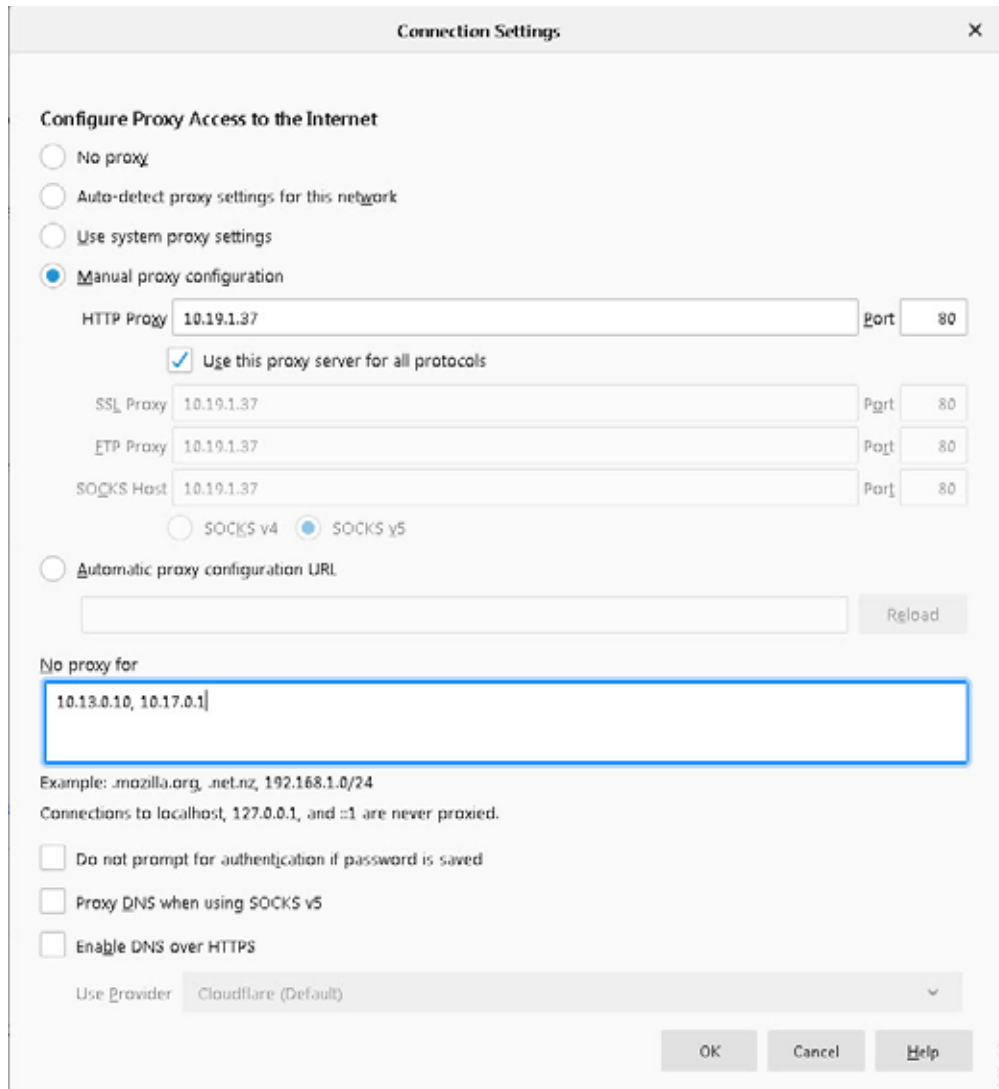 Connection Settings
Configure Proxy Access to the Internet
No proxy
Auto-detect proxy settings for this network
Use system proxy settings
Manual proxy configuration
HTTP Proxy 10.19.1.37 Port 80
Use this proxy server for all protocols
SSL Proxy 10.19.1.37 Port 80
FTP Proxy 10.19.1.37 Port 80
SOCKS Host 10.19.1.37 Port 80
SOCKS v4 SOCKS v5
Automatic proxy configuration URL
Reload
No proxy for
10.13.0.10, 10.17.0.1
Example: .mozilla.org, .net.nz, 192.168.1.0/24
Connections to localhost, 127.0.0.1, and ::1 are never proxied.
Do not prompt for authentication if password is saved
Proxy DNS when using SOCKS v5
Enable DNS over HTTPS
Use Provider Cloudflare (Default)
OK Cancel Help